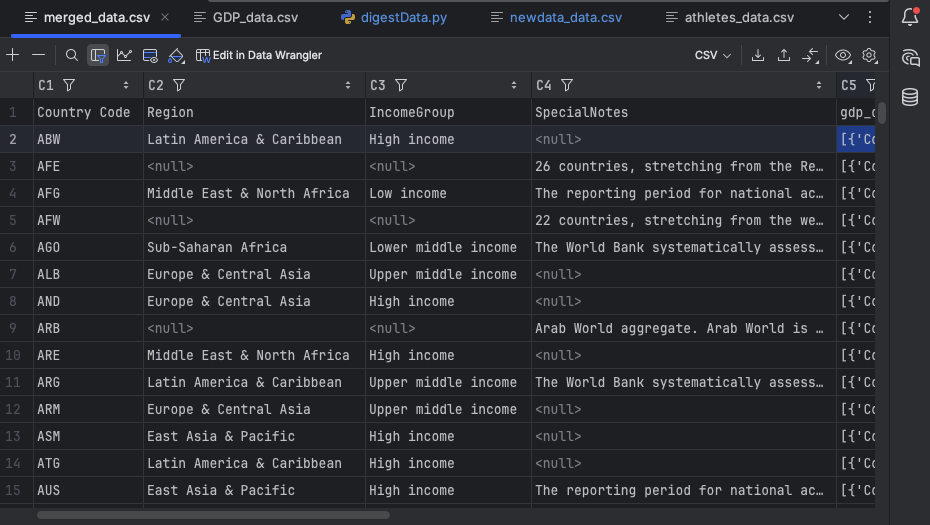 merged_data.csv GDP_data.csv digestData.py newdata_data.csv athletes_data.csv
Edit in Data Wrangler CSV
C1 C2 C3 C4 C5
1 Country Code Region IncomeGroup SpecialNotes
2 ABW Latin America & Caribbean High income <null> [{'Co
3 AFE <null> <null> 26 countries, stretching from the Re… [{'Co
4 AFG Middle East & North Africa Low income The reporting period for national ac… [{'Co
5 AFW <null> <null> 22 countries, stretching from the we… [{'Co
6 AGO Sub-Saharan Africa Lower middle income The World Bank systematically assess… [{'Co
7 ALB Europe & Central Asia Upper middle income <null> [{'Co
8 AND Europe & Central Asia High income <null> [{'Co
9 ARB <null> <null> Arab World aggregate. Arab World is … [{'Co
10 ARE Middle East & North Africa High income <null> [{'Co
11 ARG Latin America & Caribbean Upper middle income The World Bank systematically assess… [{'Co
12 ARM Europe & Central Asia Upper middle income <null> [{'Co
13 ASM East Asia & Pacific High income <null> [{'Co
14 ATG Latin America & Caribbean High income <null> [{'Co
15 AUS East Asia & Pacific High income The reporting period for national ac… [{'Co